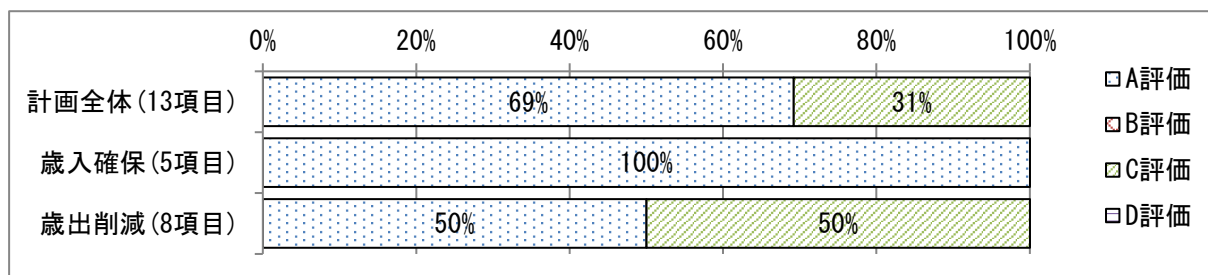 0% 20% 40% 60% 80% 100%
計画全体(13項目) 69% 31%
歳入確保(5項目) 100%
歳出削減(8項目) 50% 50%
A評価
B評価
C評価
D評価